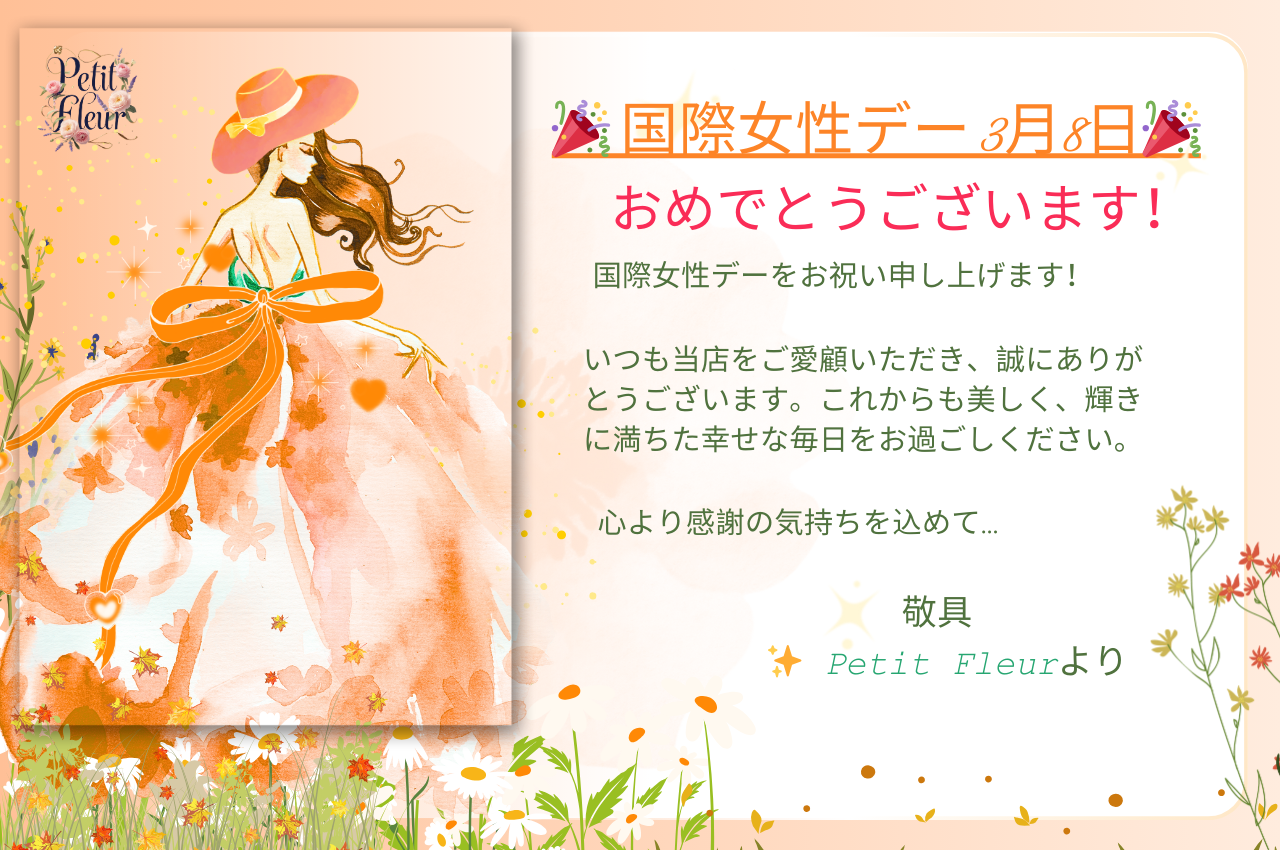 Petit
Fleur
国際女性デー 3月8日
おめでとうございます！
国際女性デーをお祝い申し上げます！
いつも当店をご愛顧いただき、誠にありが
とうございます。これからも美しく、輝き
に満ちた幸せな毎日をお過ごしください。
心より感謝の気持ちを込めて...
敬具
Petit Fleurより